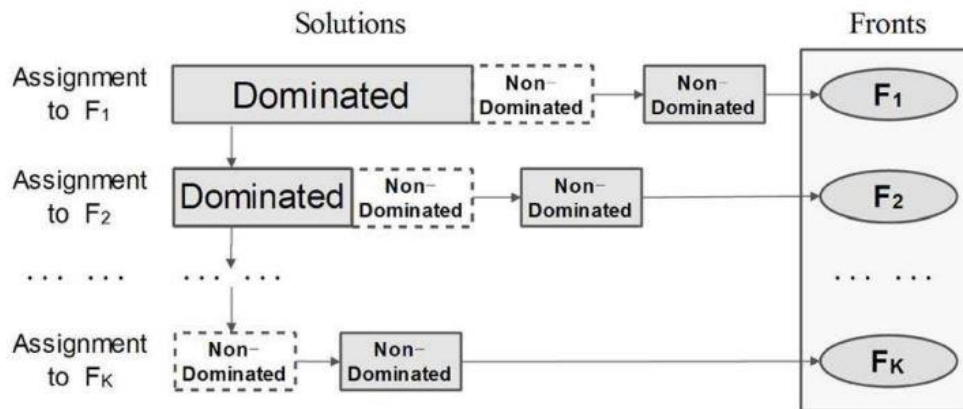 Solutions
Fronts
Assignment
to F1
Dominated
Non–
Dominated
Non–
Dominated
F1
Assignment
to F2
Dominated
Non–
Dominated
Non–
Dominated
F2
... ...
... ...
... ...
Assignment
to FK
Non–
Dominated
Non–
Dominated
FK